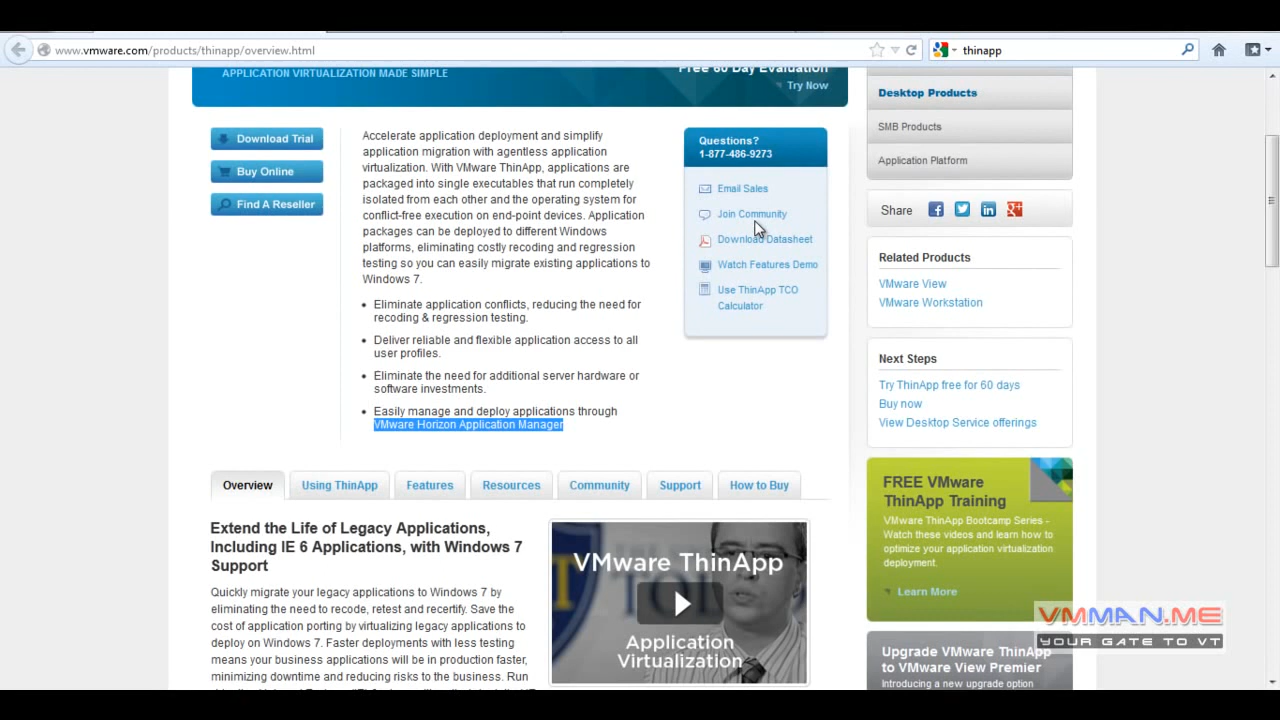 www.vmware.com/products/thinapp/overview.html
thinapp
APPLICATION VIRTUALIZATION MADE SIMPLE
Free 60 Day Evaluation
Try Now
Download Trial
Buy Online
Find A Reseller
Accelerate application deployment and simplify
application migration with agentless application
virtualization. With VMware ThinApp, applications are
packaged into single executables that run completely
isolated from each other and the operating system for
conflict-free execution on end-point devices. Application
packages can be deployed to different Windows
platforms, eliminating costly recoding and regression
testing so you can easily migrate existing applications to
Windows 7.
• Eliminate application conflicts, reducing the need for
recoding & regression testing.
• Deliver reliable and flexible application access to all
user profiles.
• Eliminate the need for additional server hardware or
software investments.
• Easily manage and deploy applications through
VMware Horizon Application Manager
Questions?
1-877-486-9273
Email Sales
Join Community
Download Datasheet
Watch Features Demo
Use ThinApp TCO
Calculator
Desktop Products
SMB Products
Application Platform
Share
Related Products
VMware View
VMware Workstation
Next Steps
Try ThinApp free for 60 days
Buy now
View Desktop Service offerings
Overview
Using ThinApp
Features
Resources
Community
Support
How to Buy
Extend the Life of Legacy Applications,
Including IE 6 Applications, with Windows 7
Support
Quickly migrate your legacy applications to Windows 7 by
eliminating the need to recode, retest and recertify. Save the
cost of application porting by virtualizing legacy applications to
deploy on Windows 7. Faster deployments with less testing
means your business applications will be in production faster,
minimizing downtime and reducing risks to the business. Run
VMware ThinApp
Application
Virtualization
FREE VMware
ThinApp Training
VMware ThinApp Bootcamp Series -
Watch these videos and learn how to
optimize your application virtualization
deployment.
Learn More
VMMAN.ME
YOUR GATE TO VT
Upgrade VMware ThinApp
to VMware View Premier
Introducing a new upgrade option